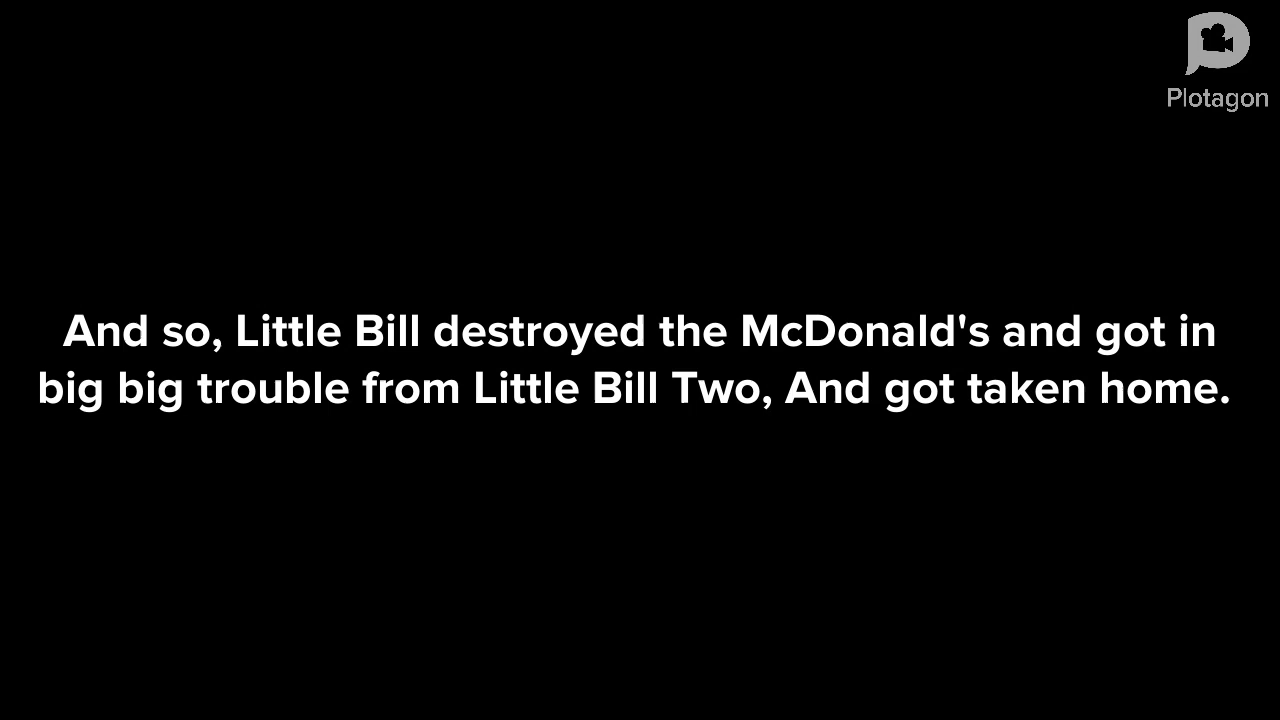 Plotagon
And so, Little Bill destroyed the McDonald's and got in
big big trouble from Little Bill Two, And got taken home.